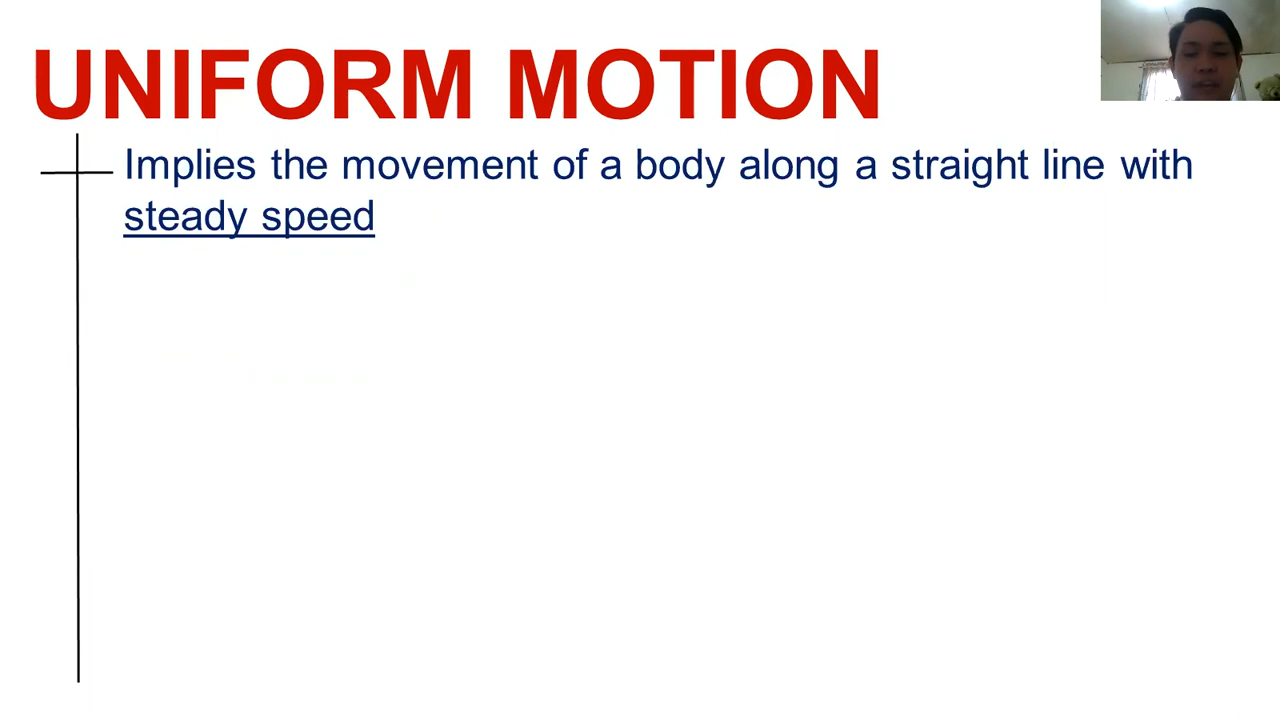 UNIFORM MOTION
Implies the movement of a body along a straight line with
steady speed